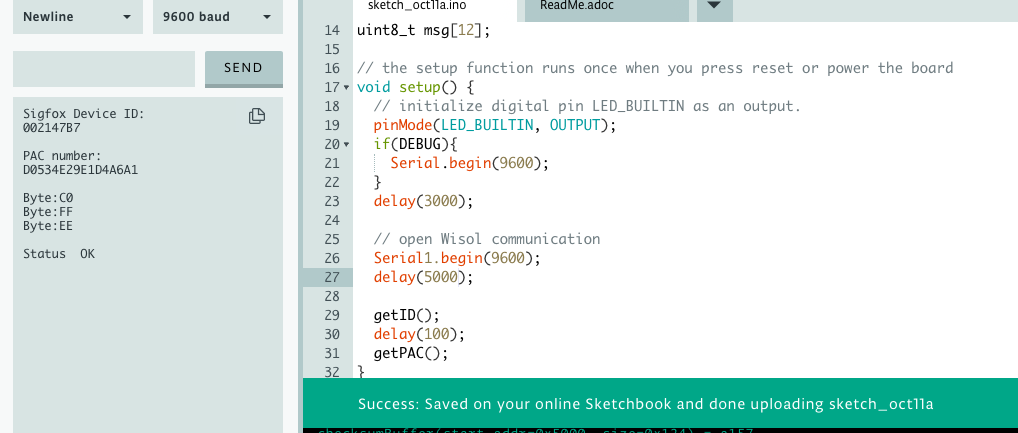 Newline
9600 baud
SEND
Sigfox Device ID:
002147B7
PAC number:
D0534E29E1D4A6A1
Byte:C0
Byte:FF
Byte:EE
Status  OK
sketch_oct11a.ino
ReadMe.adoc
14 uint8_t msg[12];
15
16 // the setup function runs once when you press reset or power the board
17 void setup() {
18   // initialize digital pin LED_BUILTIN as an output.
19   pinMode(LED_BUILTIN, OUTPUT);
20   if(DEBUG){
21     Serial.begin(9600);
22   }
23   delay(3000);
24
25   // open Wisol communication
26   Serial1.begin(9600);
27   delay(5000);
28
29   getID();
30   delay(100);
31   getPAC();
32 }
Success: Saved on your online Sketchbook and done uploading sketch_oct11a